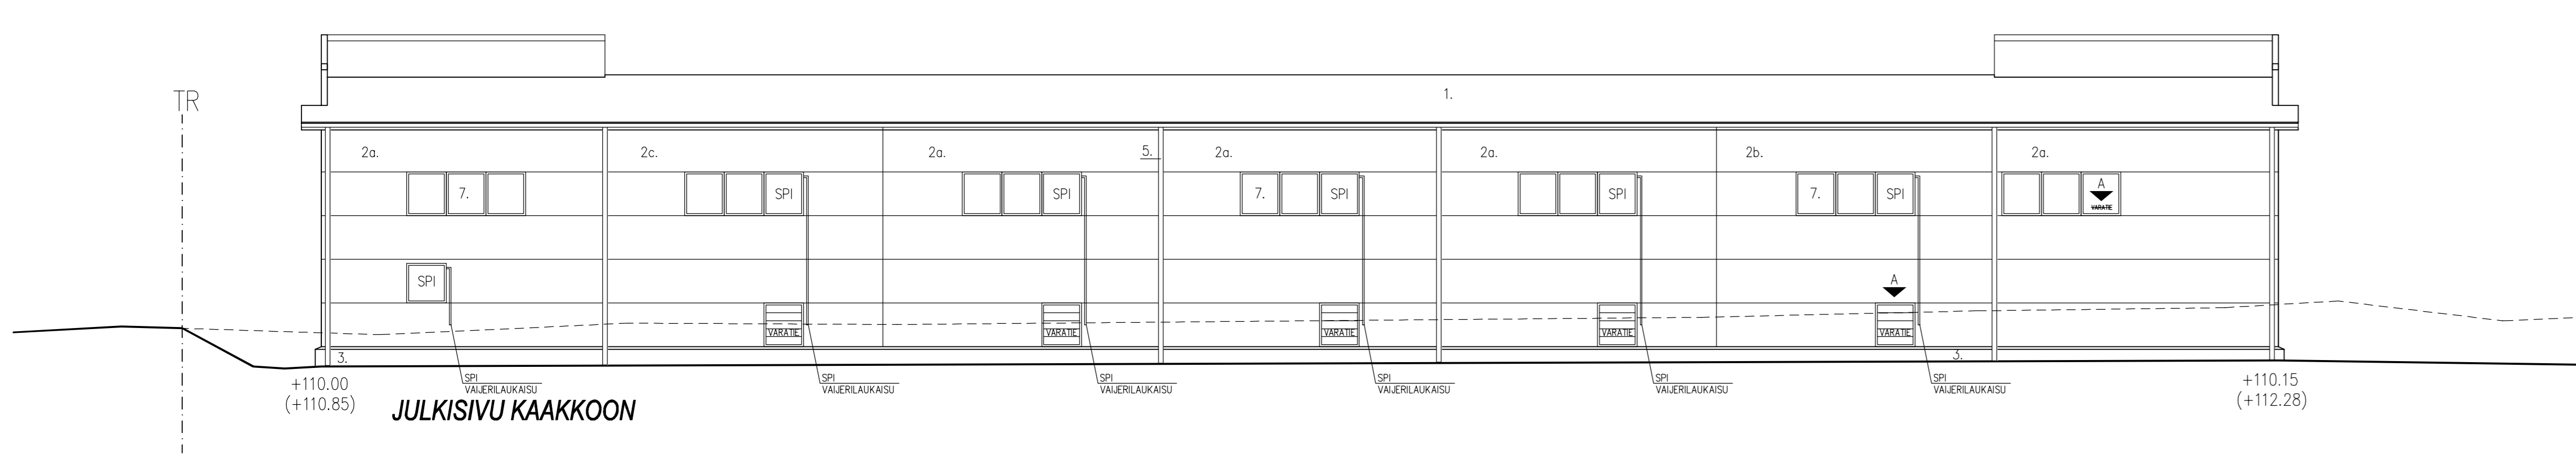 TR
1.
2a.
2c.
2a.
5.
2a.
2a.
2b.
2a.
7.
SPI
SPI
7.
SPI
SPI
7.
SPI
A
VARATIE
SPI
A
VARATIE
VARATIE
VARATIE
VARATIE
VARATIE
3.
3.
+110.00
(+110.85)
SPI
VAIJERILAUKAISU
SPI
VAIJERILAUKAISU
SPI
VAIJERILAUKAISU
SPI
VAIJERILAUKAISU
SPI
VAIJERILAUKAISU
SPI
VAIJERILAUKAISU
+110.15
(+112.28)
JULKISIVU KAAKKOON